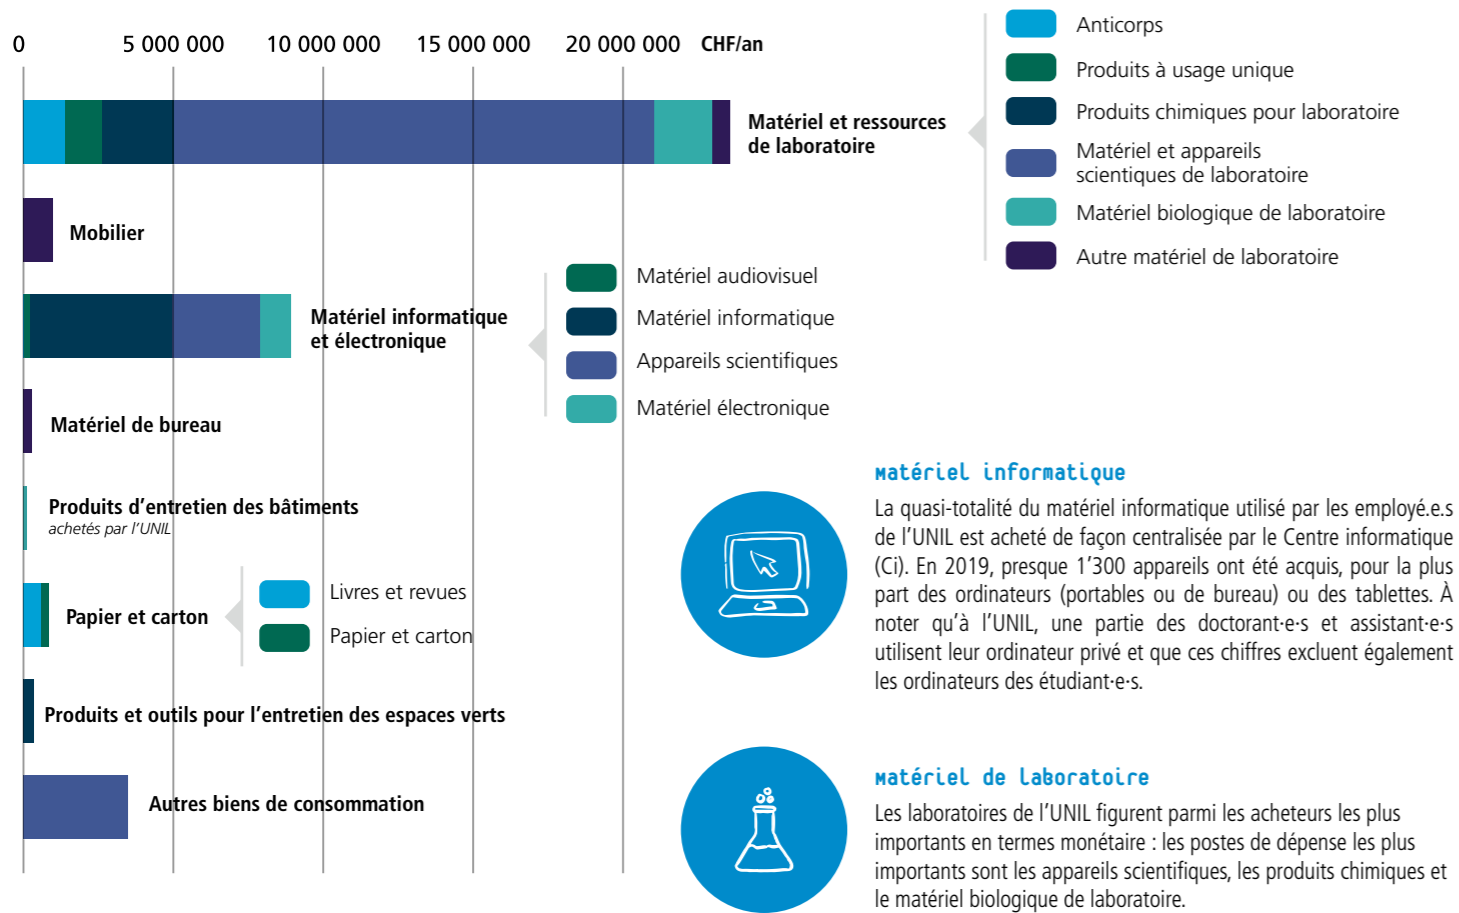 0 5 000 000 10 000 000 15 000 000 20 000 000 CHF/an
Matériel et ressources
de laboratoire
Anticorps
Produits à usage unique
Produits chimiques pour laboratoire
Matériel et appareils
scientiques de laboratoire
Matériel biologique de laboratoire
Autre matériel de laboratoire
Mobilier
Matériel informatique
et électronique
Matériel audiovisuel
Matériel informatique
Appareils scientifiques
Matériel électronique
Matériel de bureau
Produits d'entretien des bâtiments
achetés par l'UNIL
Papier et carton
Livres et revues
Papier et carton
Produits et outils pour l'entretien des espaces verts
Autres biens de consommation
Matériel informatique
La quasi-totalité du matériel informatique utilisé par les employé.e.s
de l'UNIL est acheté de façon centralisée par le Centre informatique
(Ci). En 2019, presque 1'300 appareils ont été acquis, pour la plus
part des ordinateurs (portables ou de bureau) ou des tablettes. À
noter qu'à l'UNIL, une partie des doctorant·e·s et assistant·e·s
utilisent leur ordinateur privé et que ces chiffres excluent également
les ordinateurs des étudiant·e·s.
Matériel de laboratoire
Les laboratoires de l'UNIL figurent parmi les acheteurs les plus
importants en termes monétaire : les postes de dépense les plus
importants sont les appareils scientifiques, les produits chimiques et
le matériel biologique de laboratoire.